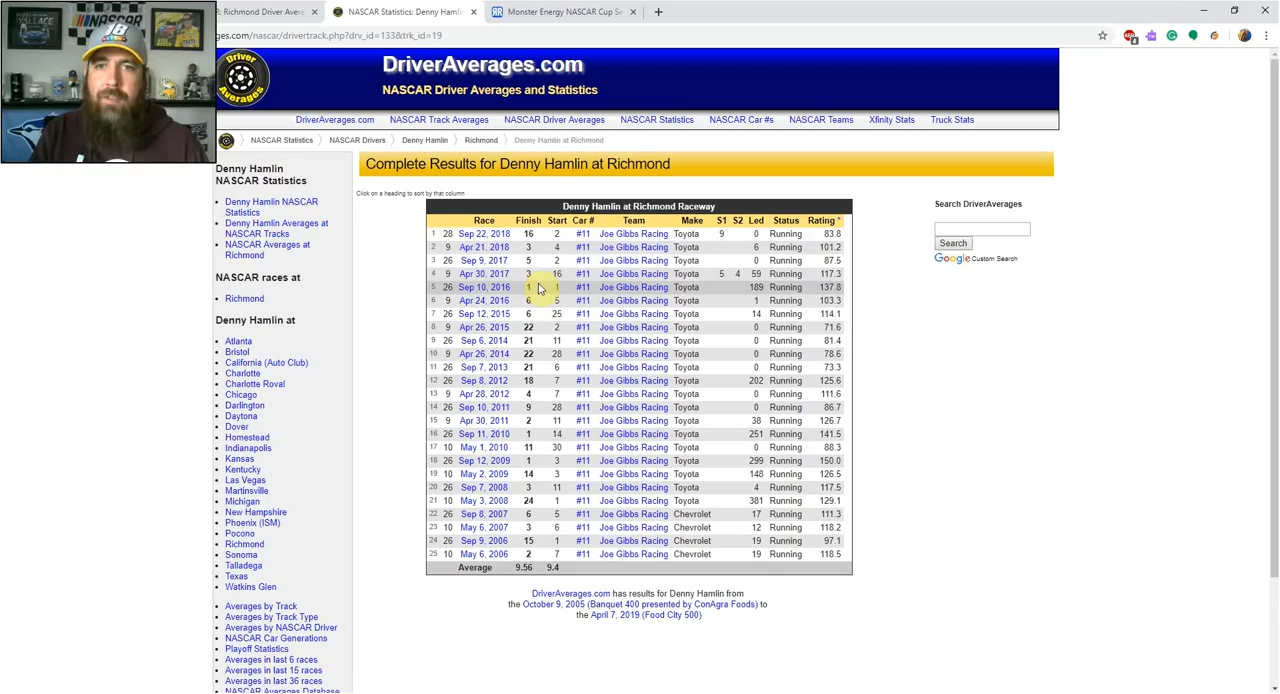 R: Richmond Driver Avera ×
NASCAR Statistics: Denny Hamli ×
Monster Energy NASCAR Cup Se ×
ges.com/nascar/drivertrack.php?drv_id=133&trk_id=19
WALLACE
NASCAR
18
Driver
Averages
DriverAverages.com
NASCAR Driver Averages and Statistics
DriverAverages.com NASCAR Track Averages NASCAR Driver Averages NASCAR Statistics NASCAR Car #s NASCAR Teams Xfinity Stats Truck Stats
NASCAR Statistics NASCAR Drivers Denny Hamlin Richmond Denny Hamlin at Richmond
Denny Hamlin
NASCAR Statistics
Denny Hamlin NASCAR
Statistics
Denny Hamlin Averages at
NASCAR Tracks
NASCAR Averages at
Richmond
NASCAR races at
Richmond
Denny Hamlin at
Atlanta
Bristol
California (Auto Club)
Charlotte
Charlotte Roval
Chicago
Darlington
Daytona
Dover
Homestead
Indianapolis
Kansas
Kentucky
Las Vegas
Martinsville
Michigan
New Hampshire
Phoenix (ISM)
Pocono
Richmond
Sonoma
Talladega
Texas
Watkins Glen
Averages by Track
Averages by Track Type
Averages by NASCAR Driver
NASCAR Car Generations
Playoff Statistics
Averages in last 6 races
Averages in last 15 races
Averages in last 36 races
NASCAR Averages Database
Complete Results for Denny Hamlin at Richmond
Click on a heading to sort by that column
Denny Hamlin at Richmond Raceway
Race Finish Start Car # Team Make S1 S2 Led Status Rating *
1 28 Sep 22, 2018 16 2 #11 Joe Gibbs Racing Toyota 9 0 Running 83.8
2 9 Apr 21, 2018 3 4 #11 Joe Gibbs Racing Toyota 6 Running 101.2
3 26 Sep 9, 2017 5 2 #11 Joe Gibbs Racing Toyota 0 Running 87.5
4 9 Apr 30, 2017 3 16 #11 Joe Gibbs Racing Toyota 5 4 59 Running 117.3
5 26 Sep 10, 2016 1 1 #11 Joe Gibbs Racing Toyota 189 Running 137.8
6 9 Apr 24, 2016 6 5 #11 Joe Gibbs Racing Toyota 1 Running 103.3
7 26 Sep 12, 2015 6 25 #11 Joe Gibbs Racing Toyota 14 Running 114.1
8 9 Apr 26, 2015 22 2 #11 Joe Gibbs Racing Toyota 0 Running 71.6
9 26 Sep 6, 2014 21 11 #11 Joe Gibbs Racing Toyota 0 Running 81.4
10 9 Apr 26, 2014 22 28 #11 Joe Gibbs Racing Toyota 0 Running 78.6
11 26 Sep 7, 2013 21 6 #11 Joe Gibbs Racing Toyota 0 Running 73.3
12 26 Sep 8, 2012 18 7 #11 Joe Gibbs Racing Toyota 202 Running 125.6
13 9 Apr 28, 2012 4 7 #11 Joe Gibbs Racing Toyota 0 Running 111.6
14 26 Sep 10, 2011 9 28 #11 Joe Gibbs Racing Toyota 0 Running 86.7
15 9 Apr 30, 2011 2 11 #11 Joe Gibbs Racing Toyota 38 Running 126.7
16 26 Sep 11, 2010 1 14 #11 Joe Gibbs Racing Toyota 251 Running 141.5
17 10 May 1, 2010 11 30 #11 Joe Gibbs Racing Toyota 0 Running 88.3
18 26 Sep 12, 2009 1 3 #11 Joe Gibbs Racing Toyota 299 Running 150.0
19 10 May 2, 2009 14 3 #11 Joe Gibbs Racing Toyota 148 Running 126.5
20 26 Sep 7, 2008 3 11 #11 Joe Gibbs Racing Toyota 4 Running 117.5
21 10 May 3, 2008 24 1 #11 Joe Gibbs Racing Toyota 381 Running 129.1
22 26 Sep 8, 2007 6 5 #11 Joe Gibbs Racing Chevrolet 17 Running 111.3
23 10 May 6, 2007 3 6 #11 Joe Gibbs Racing Chevrolet 12 Running 118.2
24 26 Sep 9, 2006 15 1 #11 Joe Gibbs Racing Chevrolet 19 Running 97.1
25 10 May 6, 2006 2 7 #11 Joe Gibbs Racing Chevrolet 19 Running 118.5
Average 9.56 9.4
DriverAverages.com has results for Denny Hamlin from
the October 9, 2005 (Banquet 400 presented by ConAgra Foods) to
the April 7, 2019 (Food City 500)
Search DriverAverages
Search
Google Custom Search